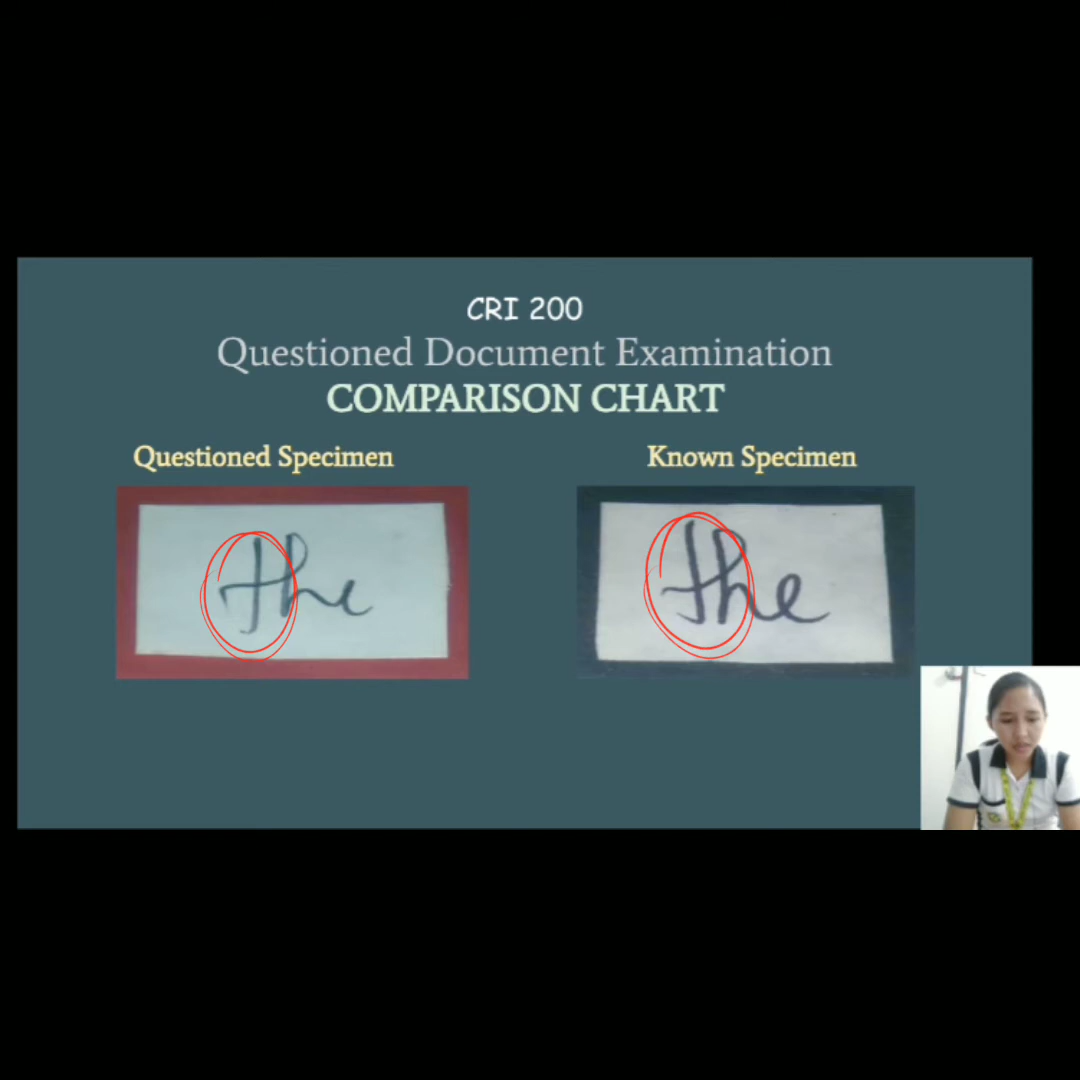 CRI 200
Questioned Document Examination
COMPARISON CHART
Questioned Specimen
Known Specimen
the
the